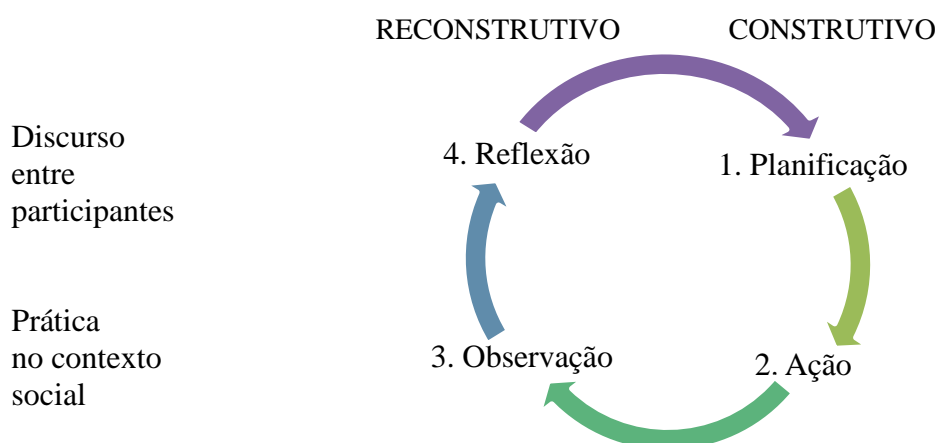 RECONSTRUTIVO CONSTRUTIVO
Discurso
entre
participantes
4. Reflexão
1. Planificação
Prática
no contexto
social
3. Observação
2. Ação